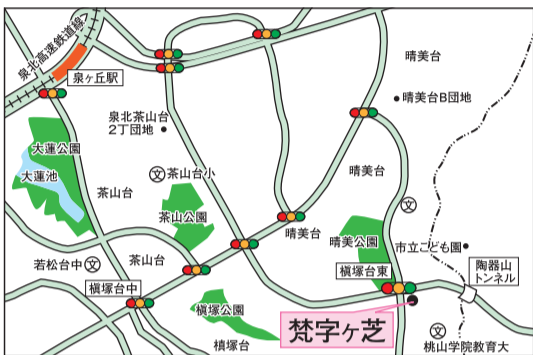 泉北高速鉄道線
泉ヶ丘駅
晴美台
晴美台B団地
泉北茶山台
2丁団地
大蓮公園
大蓮池
文
茶山台小
茶山台
茶山公園
晴美台
文
晴美台
晴美公園
市立こども園
若松台中
文
茶山台
槇塚台東
陶器山
トンネル
槇塚台中
槇塚公園
槇塚台
梵字ヶ芝
文
桃山学院教育大